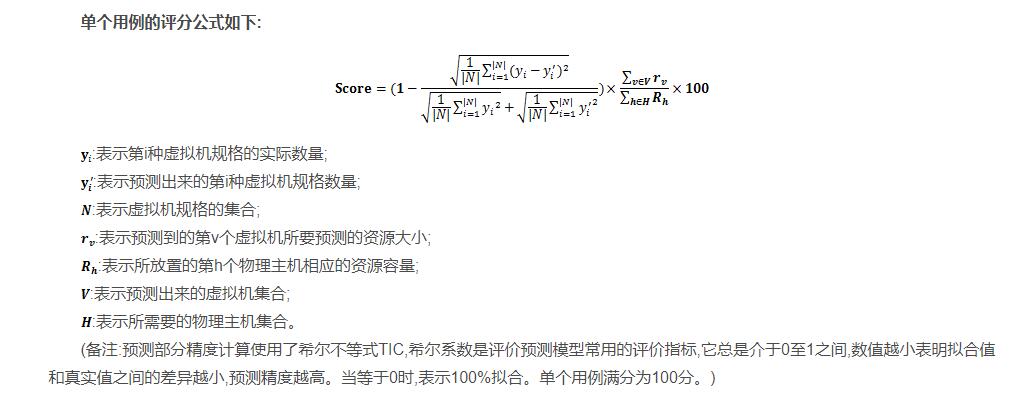 单个用例的评分公式如下:
$$\mathbf{Score} = (1 - \frac{\sqrt{\frac{1}{|N|}\sum_{i=1}^{|N|}(y_i - y_i')^2}}{\sqrt{\frac{1}{|N|}\sum_{i=1}^{|N|}y_i^2} + \sqrt{\frac{1}{|N|}\sum_{i=1}^{|N|}y_i'^2}}) \times \frac{\sum_{v \in V} r_v}{\sum_{h \in H} R_h} \times 100$$
y_i:表示第i种虚拟机规格的实际数量;
y_i':表示预测出来的第i种虚拟机规格数量;
N:表示虚拟机规格的集合;
r_v:表示预测到的第v个虚拟机所要预测的资源大小;
R_h:表示所放置的第h个物理主机相应的资源容量;
V:表示预测出来的虚拟机集合;
H:表示所需要的物理主机集合。
(备注:预测部分精度计算使用了希尔不等式TIC,希尔系数是评价预测模型常用的评价指标,它总是介于0至1之间,数值越小表明拟合值
和真实值之间的差异越小,预测精度越高。当等于0时,表示100%拟合。单个用例满分为100分。)